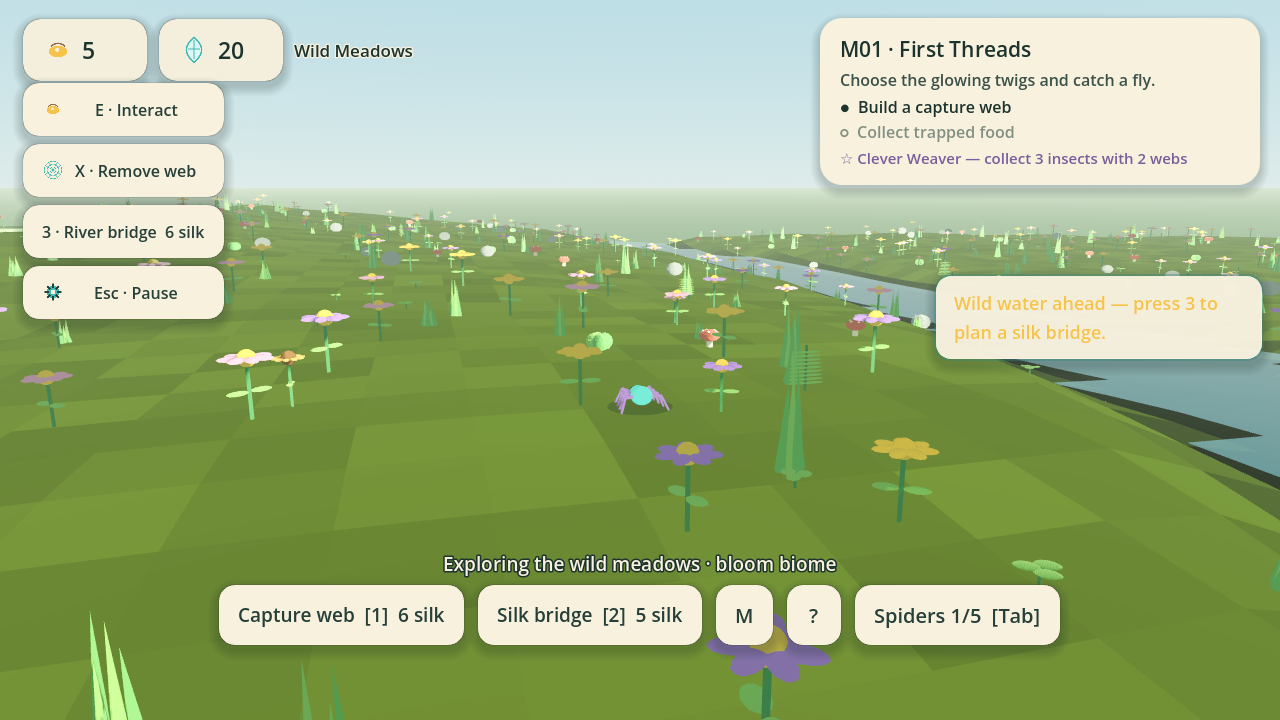 5
20
Wild Meadows
E · Interact
X · Remove web
3 · River bridge 6 silk
Esc · Pause
M01 · First Threads
Choose the glowing twigs and catch a fly.
● Build a capture web
○ Collect trapped food
☆ Clever Weaver — collect 3 insects with 2 webs
Wild water ahead — press 3 to
plan a silk bridge.
Exploring the wild meadows · bloom biome
Capture web [1] 6 silk
Silk bridge [2] 5 silk
M
?
Spiders 1/5 [Tab]